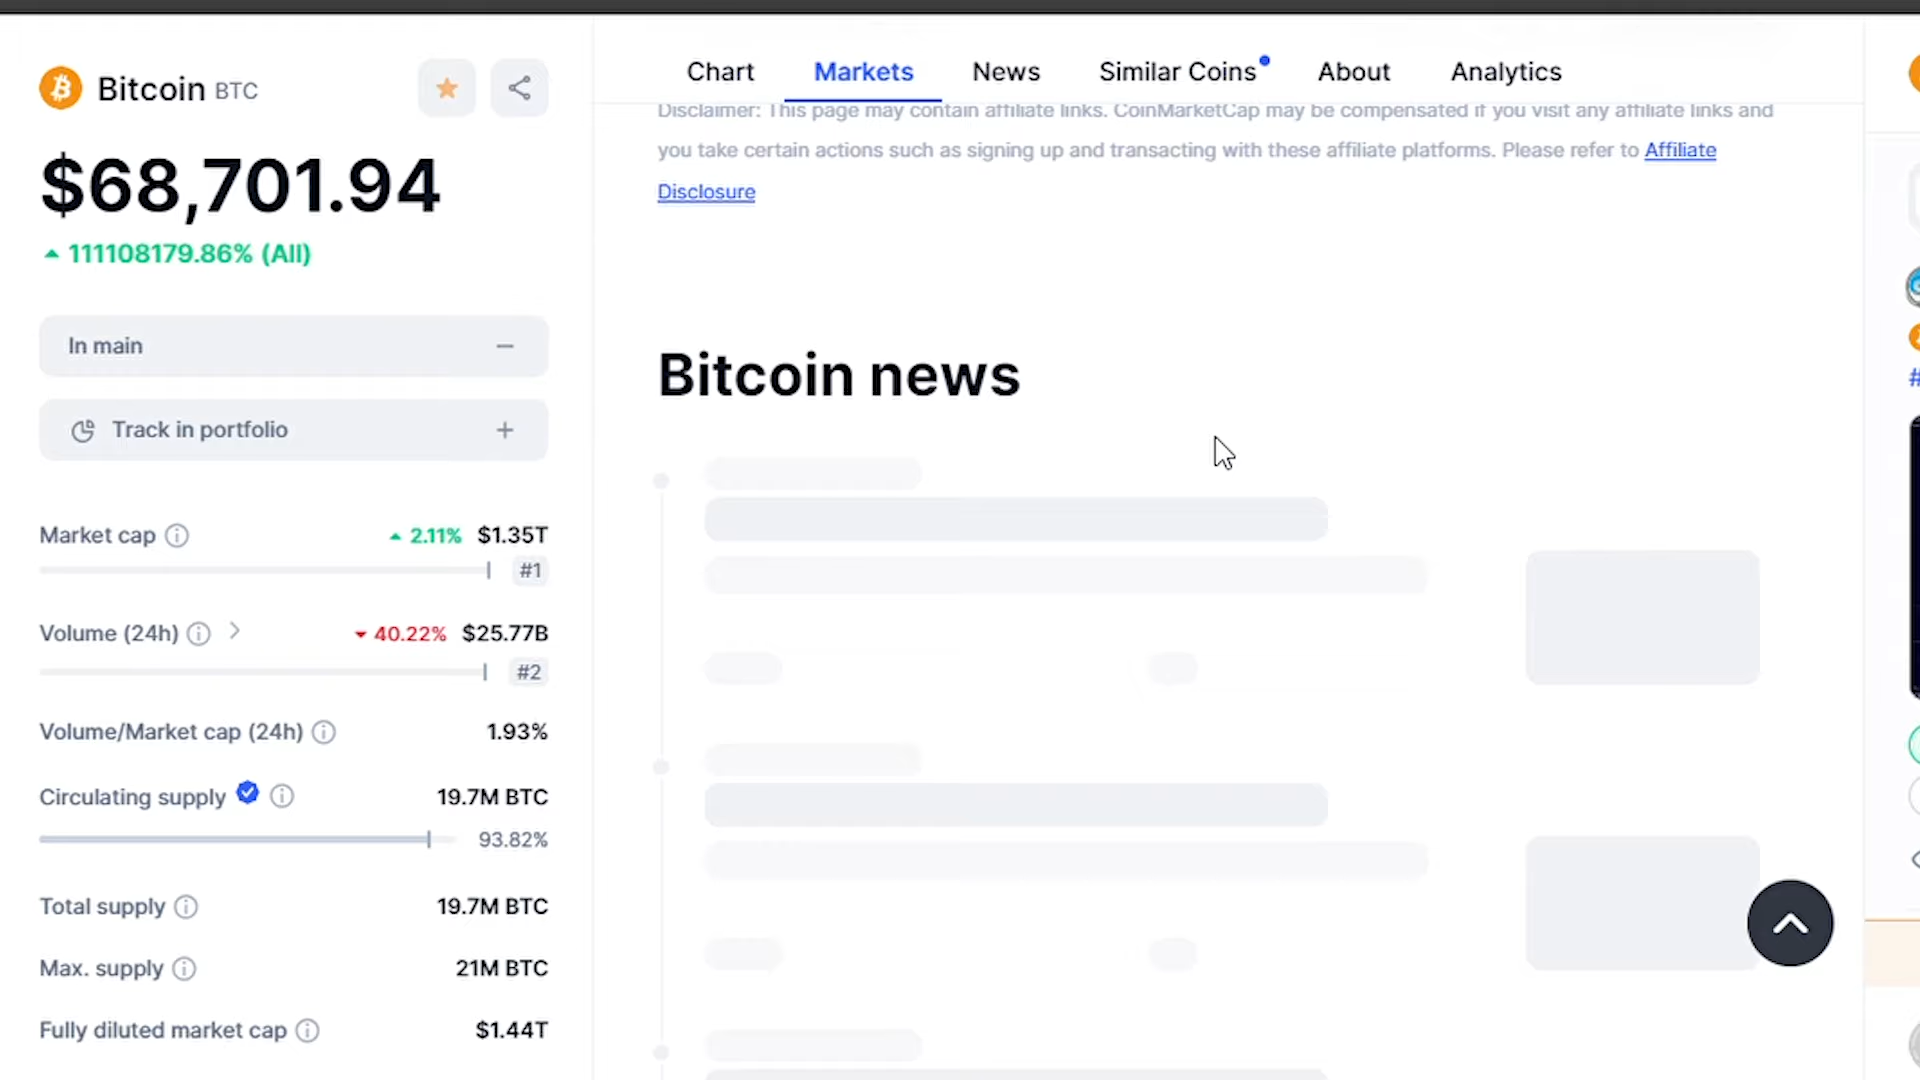 Bitcoin BTC
$68,701.94
111108179.86% (All)
In main
Track in portfolio
Market cap 2.11% $1.35T
#1
Volume (24h) 40.22% $25.77B
#2
Volume/Market cap (24h) 1.93%
Circulating supply 19.7M BTC
93.82%
Total supply 19.7M BTC
Max. supply 21M BTC
Fully diluted market cap $1.44T
Chart Markets News Similar Coins About Analytics
Disclaimer: This page may contain affiliate links. CoinMarketCap may be compensated if you visit any affiliate links and
you take certain actions such as signing up and transacting with these affiliate platforms. Please refer to Affiliate
Disclosure
Bitcoin news
#